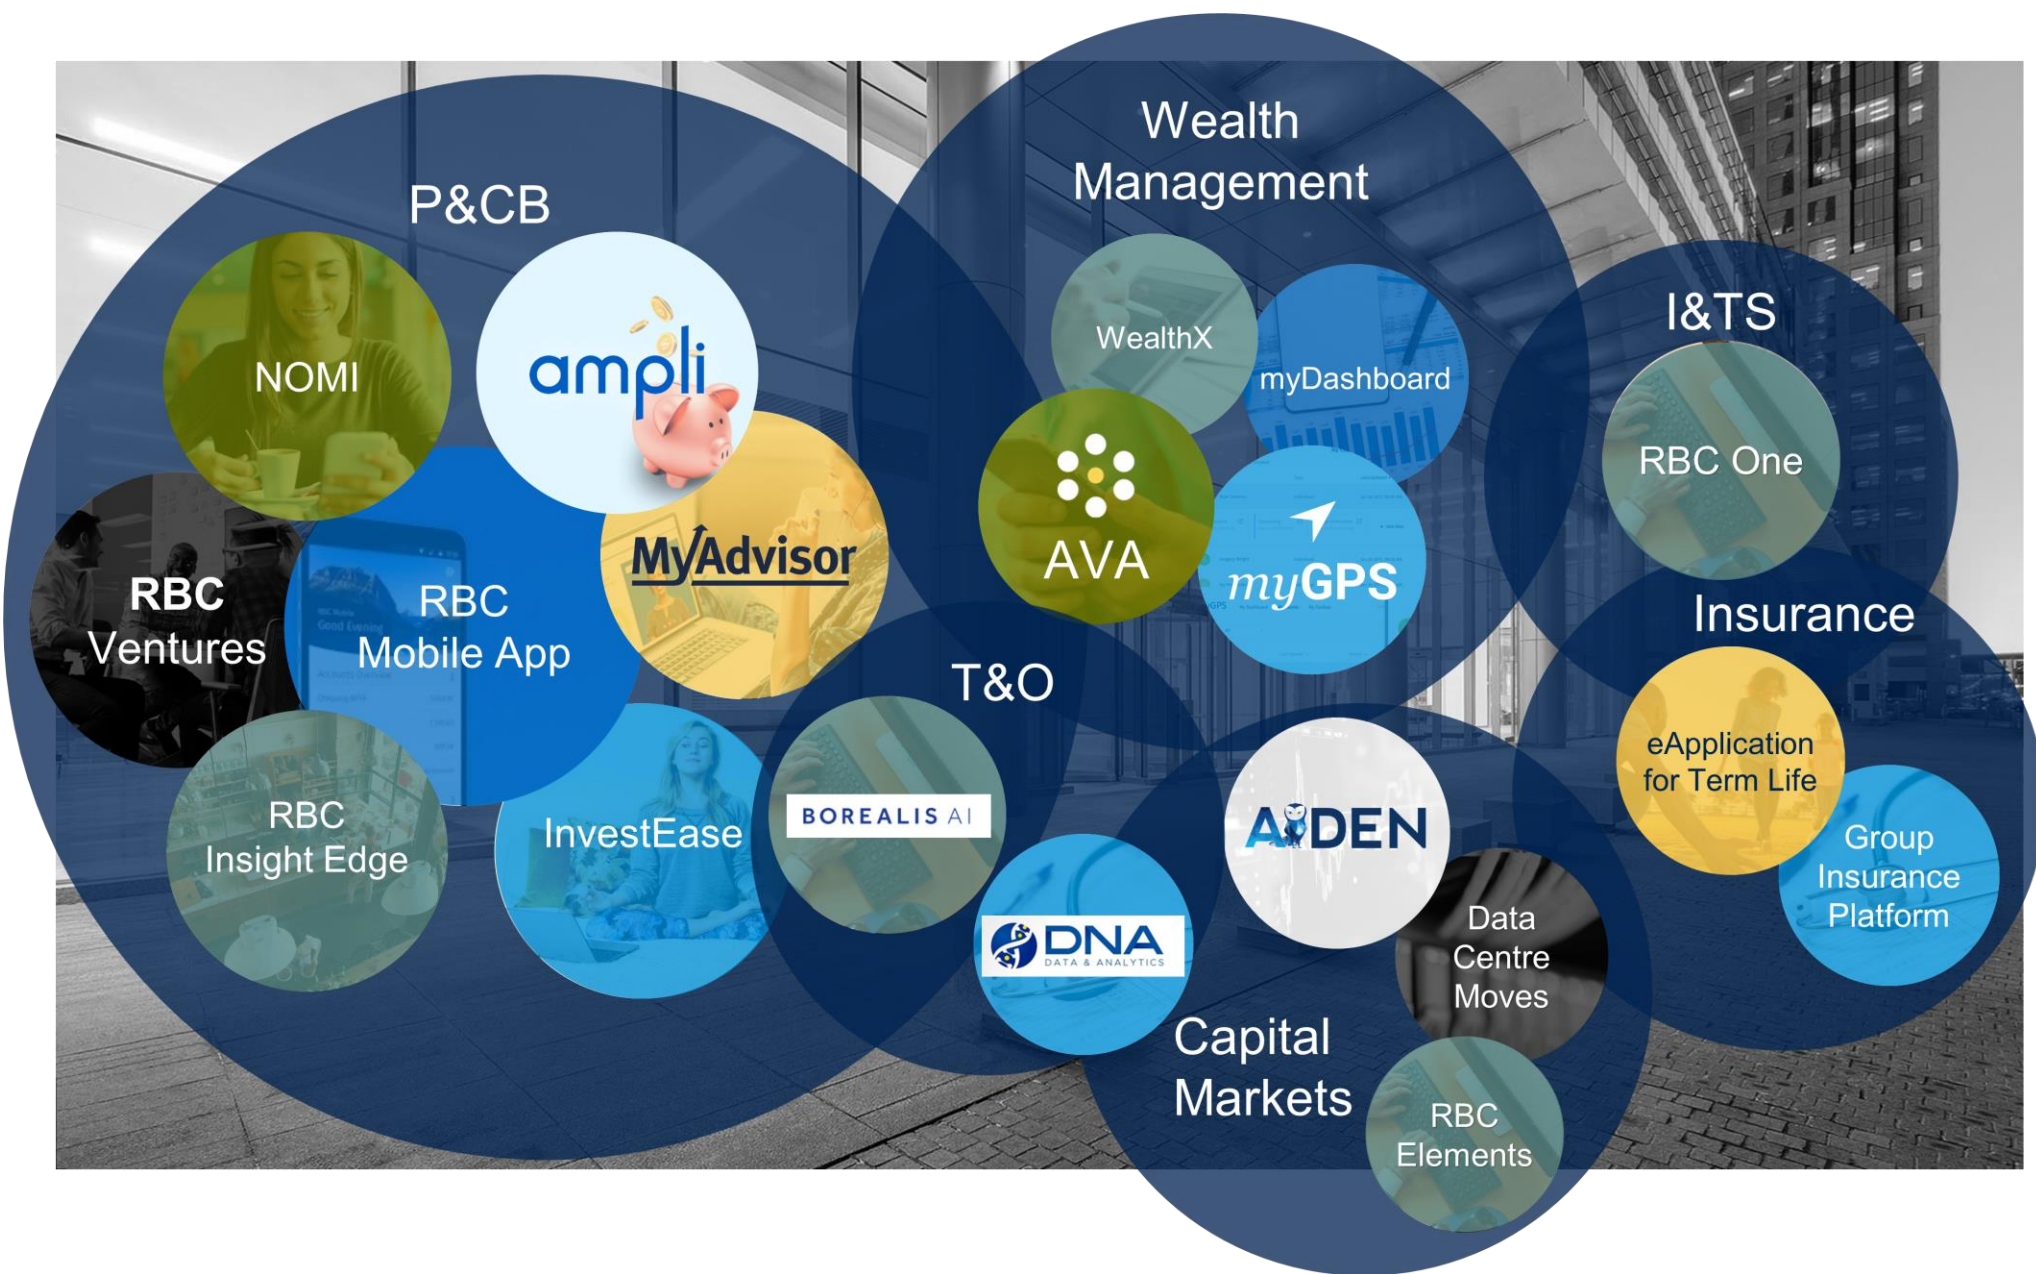 P&CB
NOMI
ampli
MyAdvisor
RBC
Ventures
RBC
Mobile App
RBC
Insight Edge
InvestEase
Wealth
Management
WealthX
myDashboard
AVA
myGPS
I&TS
RBC One
Insurance
eApplication
for Term Life
Group
Insurance
Platform
T&O
BOREALIS AI
DNA
DATA & ANALYTICS
AIDEN
Data
Centre
Moves
Capital
Markets
RBC
Elements